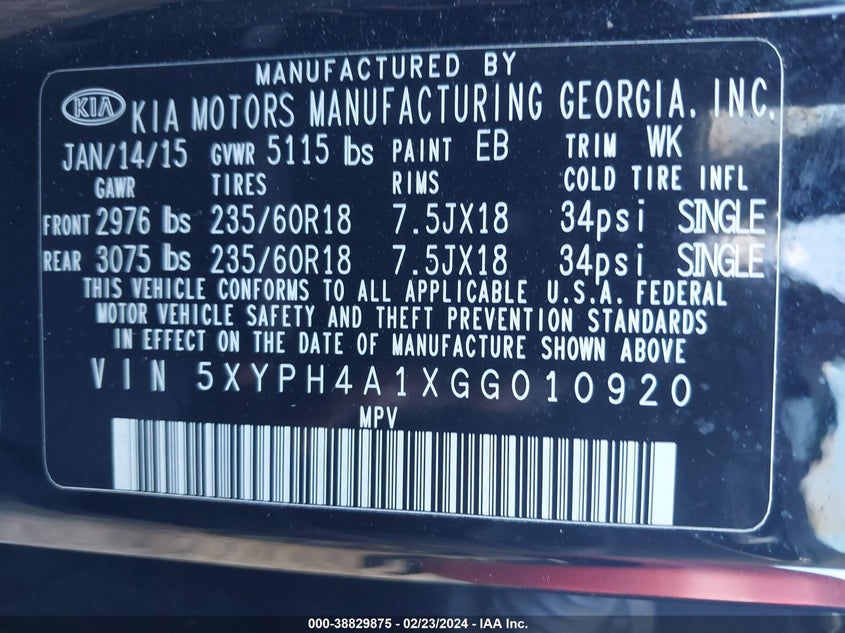 MANUFACTURED BY
KIA KIA MOTORS MANUFACTURING GEORGIA, INC.
JAN/14/15 GVWR 5115 lbs PAINT EB TRIM WK
GAWR TIRES RIMS COLD TIRE INFL
FRONT 2976 lbs 235/60R18 7.5JX18 34psi SINGLE
REAR 3075 lbs 235/60R18 7.5JX18 34psi SINGLE
THIS VEHICLE CONFORMS TO ALL APPLICABLE U.S.A. FEDERAL
MOTOR VEHICLE SAFETY AND THEFT PREVENTION STANDARDS
IN EFFECT ON THE DATE OF MANUFACTURE SHOWN ABOVE
VIN 5XYPH4A1XGG010920
MPV
000-38829875 - 02/23/2024 - IAA Inc.